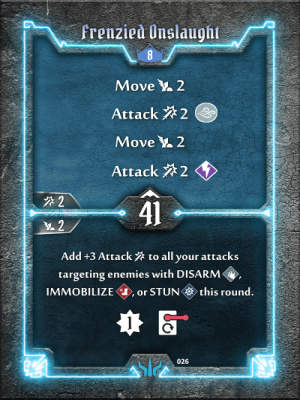 Frenzied Onslaught
8
Move 2
Attack 2
Move 2
Attack 2
2
41
2
Add +3 Attack to all your attacks
targeting enemies with DISARM ,
IMMOBILIZE , or STUN this round.
1
026